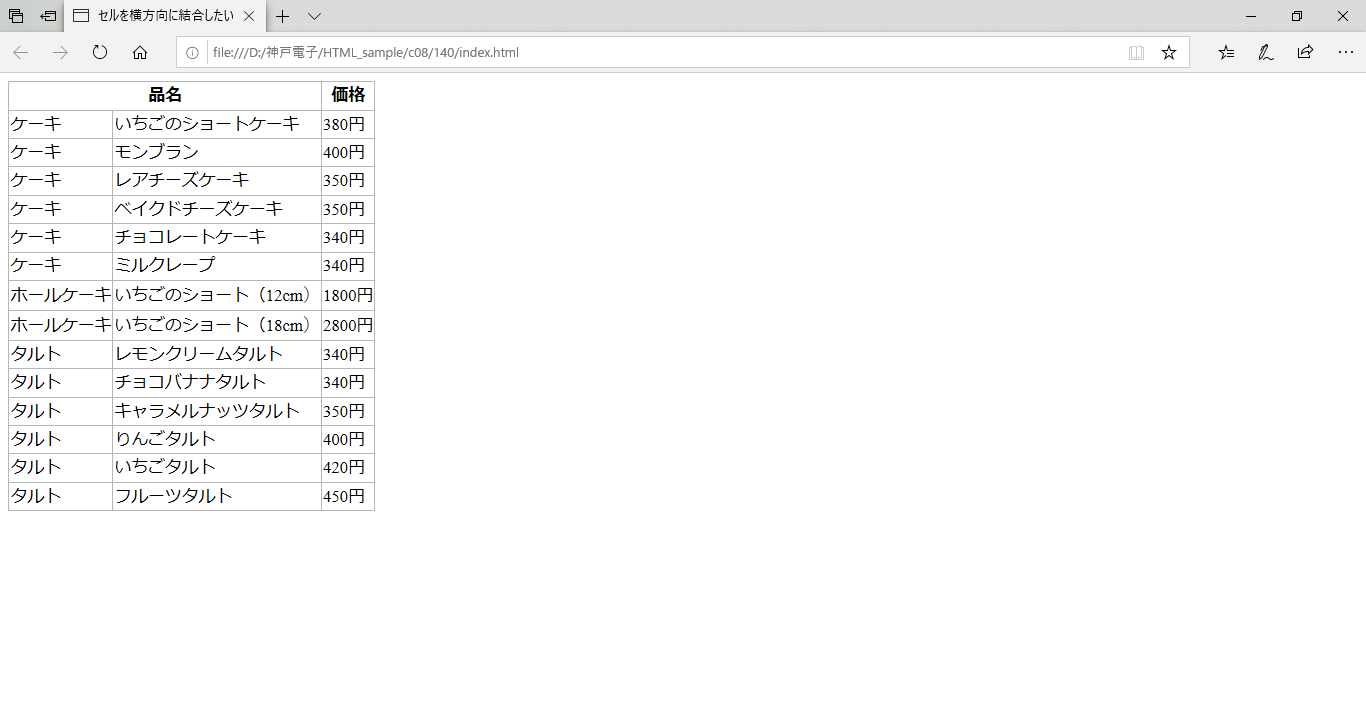 セルを横方向に結合したい
file:///D:/神戸電子/HTML_sample/c08/140/index.html
品名 価格
ケーキ いちごのショートケーキ 380円
ケーキ モンブラン 400円
ケーキ レアチーズケーキ 350円
ケーキ ベイクドチーズケーキ 350円
ケーキ チョコレートケーキ 340円
ケーキ ミルクレープ 340円
ホールケーキ いちごのショート（12cm） 1800円
ホールケーキ いちごのショート（18cm） 2800円
タルト レモンクリームタルト 340円
タルト チョコバナナタルト 340円
タルト キャラメルナッツタルト 350円
タルト りんごタルト 400円
タルト いちごタルト 420円
タルト フルーツタルト 450円